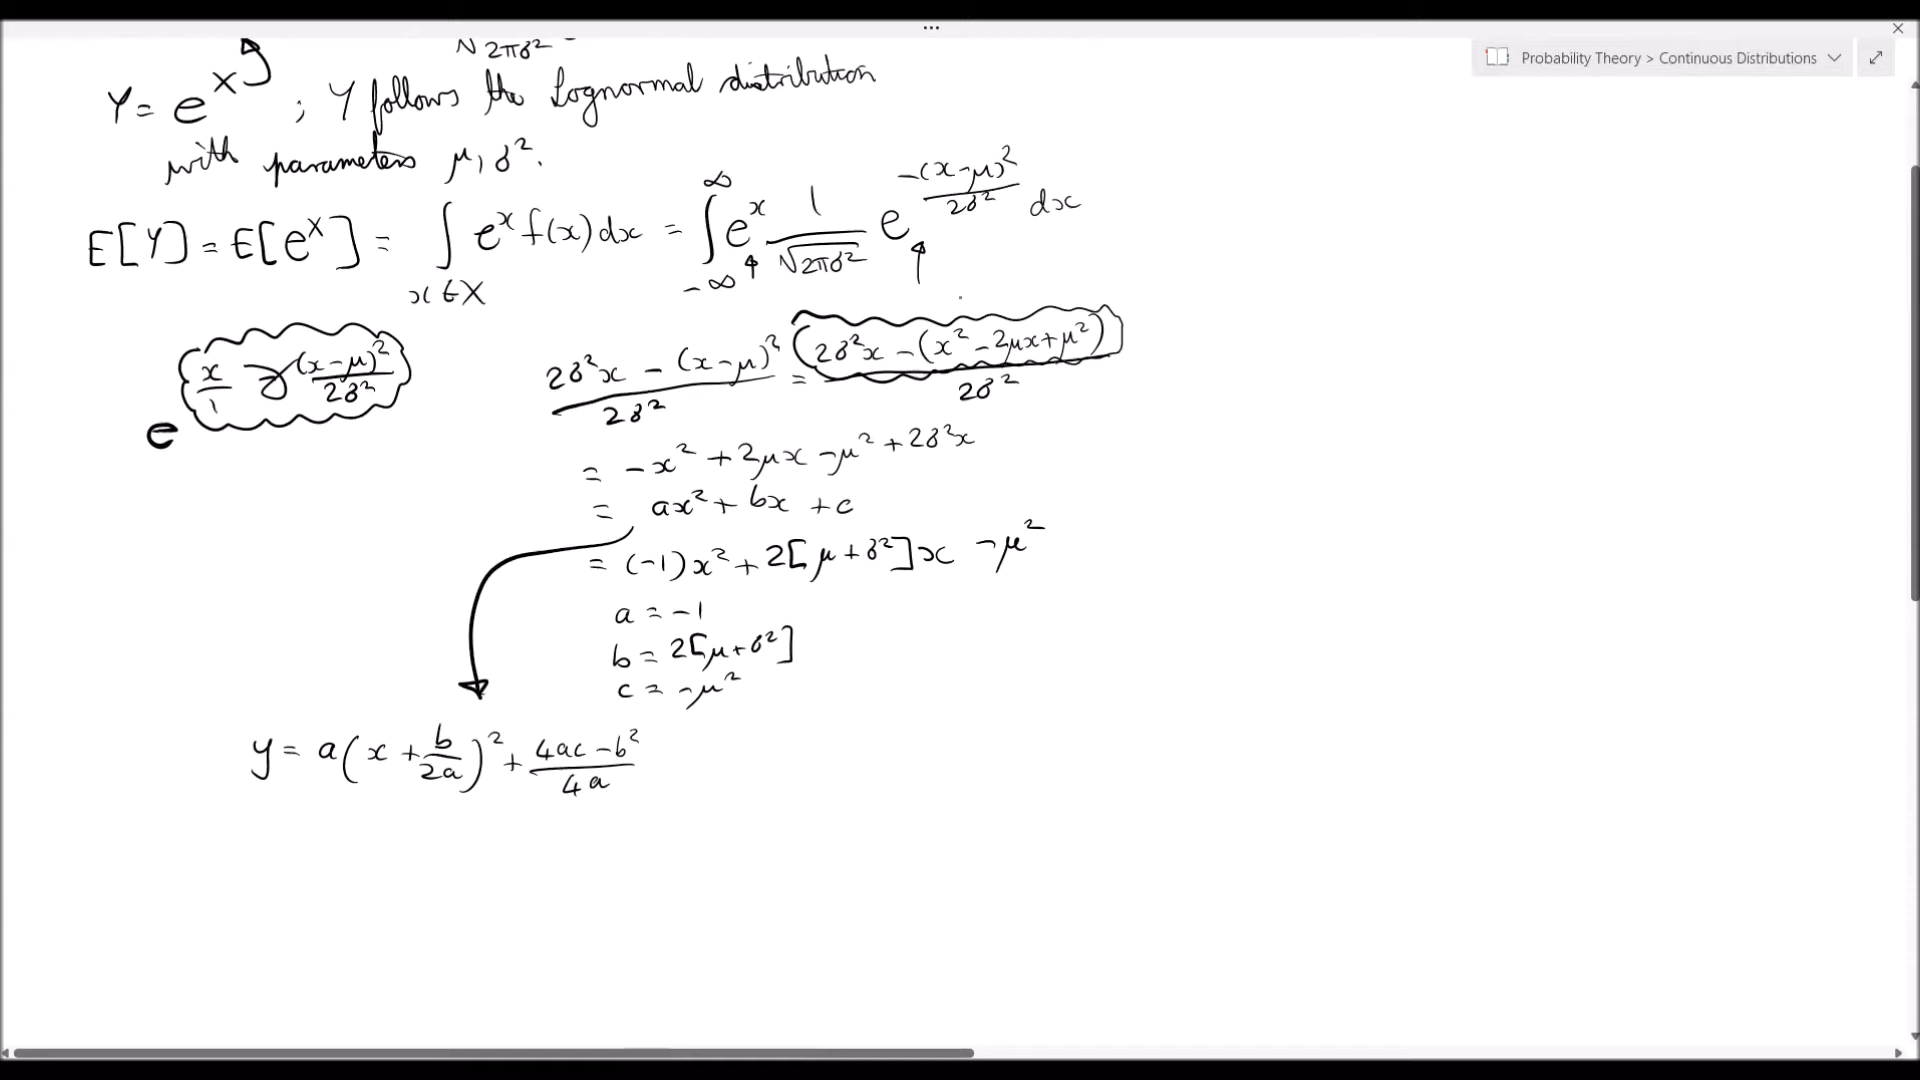 Probability Theory > Continuous Distributions
√2πσ²
Y = e^X ; Y follows the Lognormal distribution
with parameters μ, σ².
E[Y] = E[e^X] = ∫_{x∈X} e^x f(x)dx = ∫_{-∞}^{∞} e^x 1/√(2πσ²) e^{-(x-μ)²/2σ²} dx
e^{x/1 - (x-μ)²/2σ²}
(2σ²x - (x-μ)²)/2σ² = (2σ²x - (x² - 2μx + μ²))/2σ²
= -x² + 2μx - μ² + 2σ²x
= ax² + bx + c
= (-1)x² + 2[μ + σ²]x - μ²
a = -1
b = 2[μ + σ²]
c = -μ²
y = a(x + b/2a)² + (4ac - b²)/4a